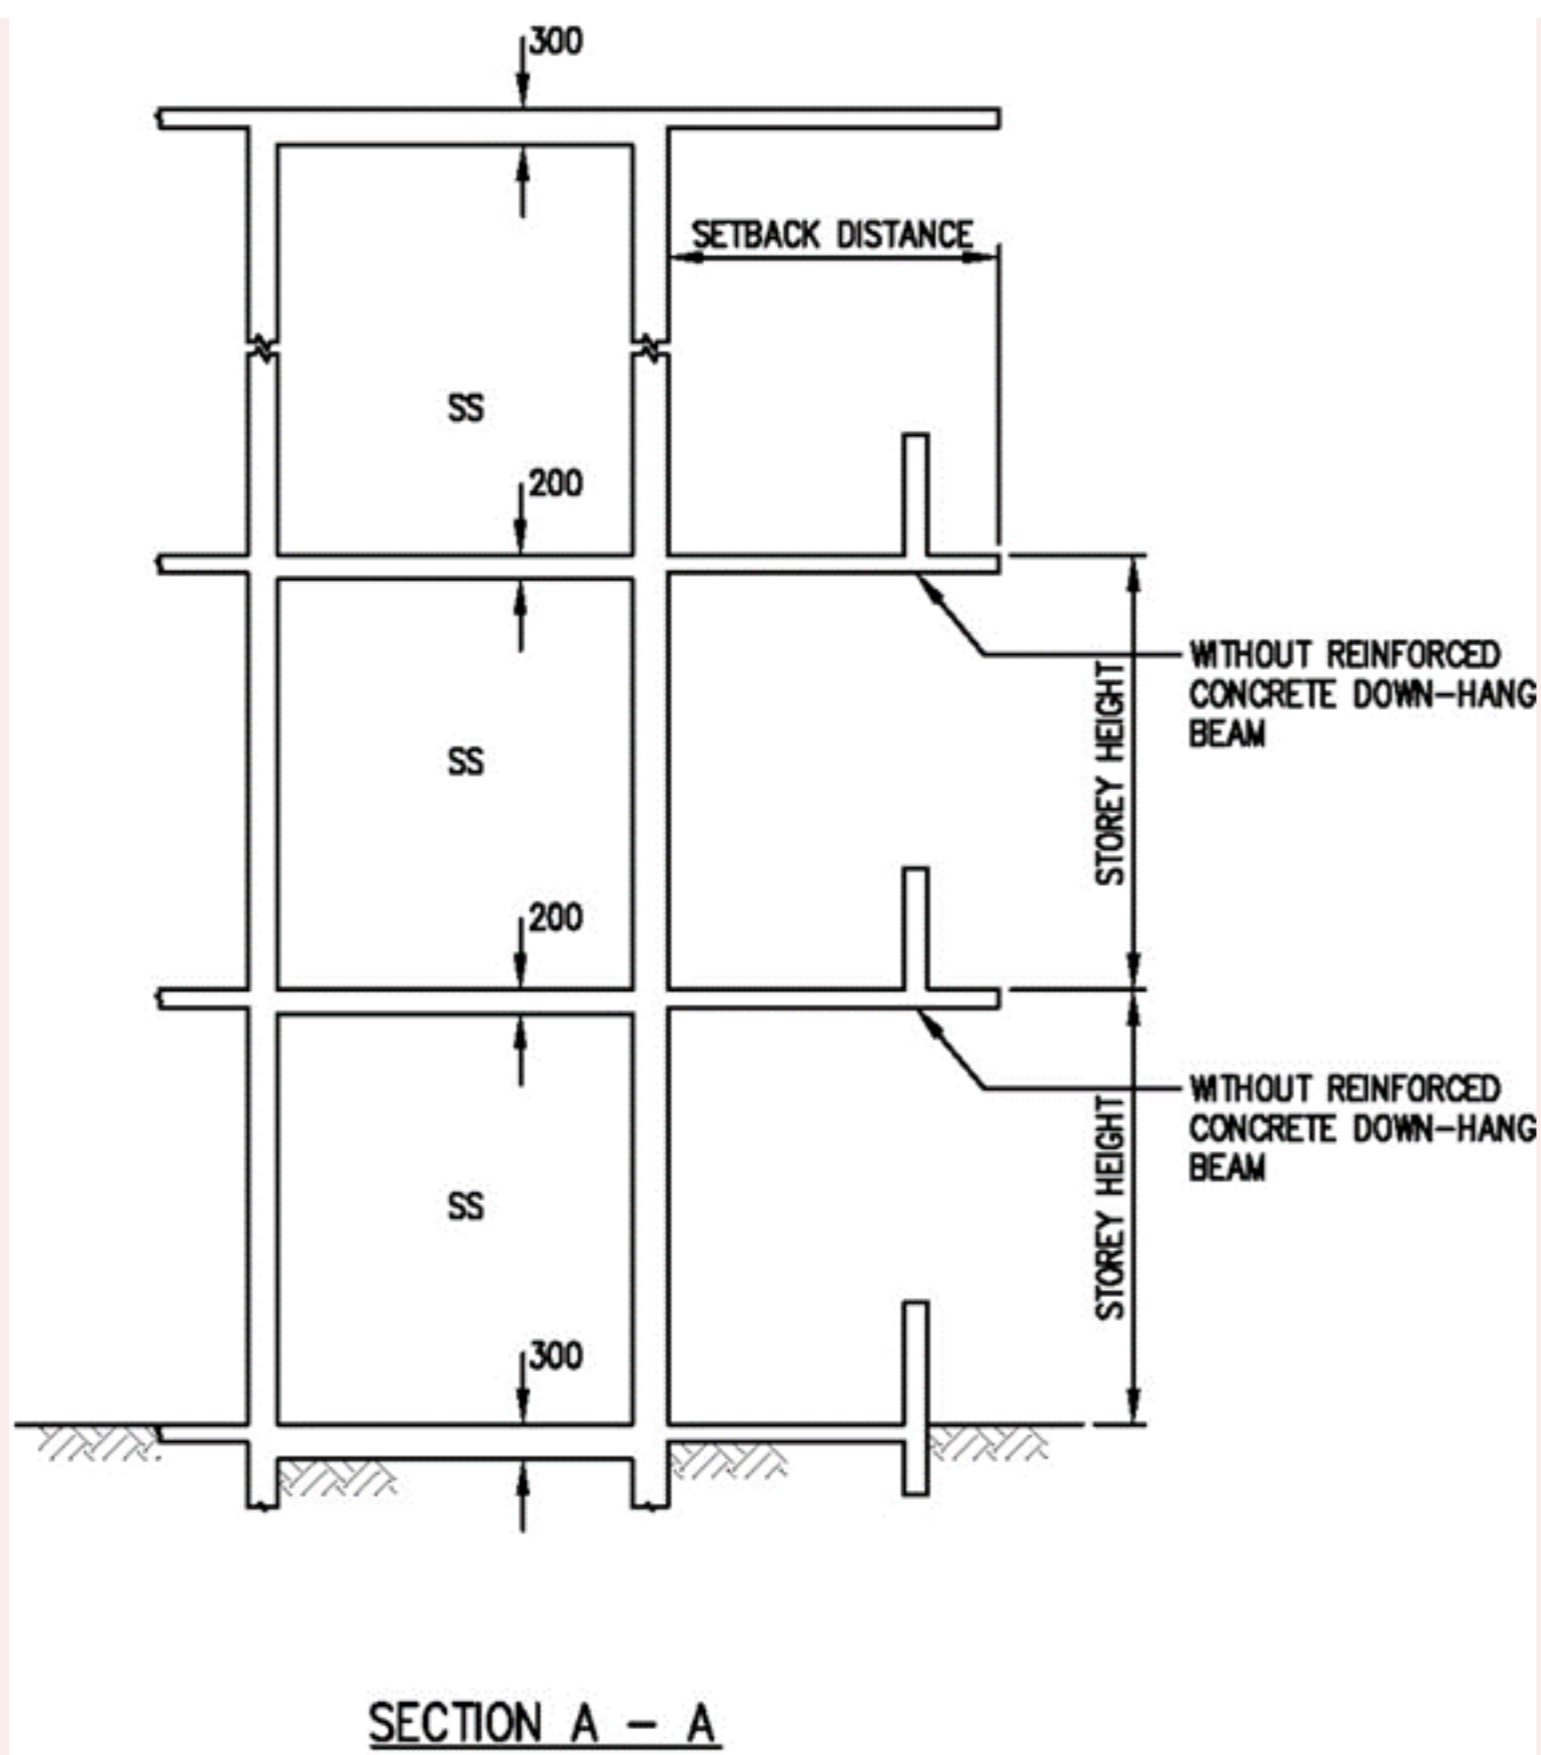 300
SETBACK DISTANCE
SS
200
WITHOUT REINFORCED
CONCRETE DOWN-HANG
BEAM
STOREY HEIGHT
SS
200
WITHOUT REINFORCED
CONCRETE DOWN-HANG
BEAM
STOREY HEIGHT
SS
300
SECTION A - A